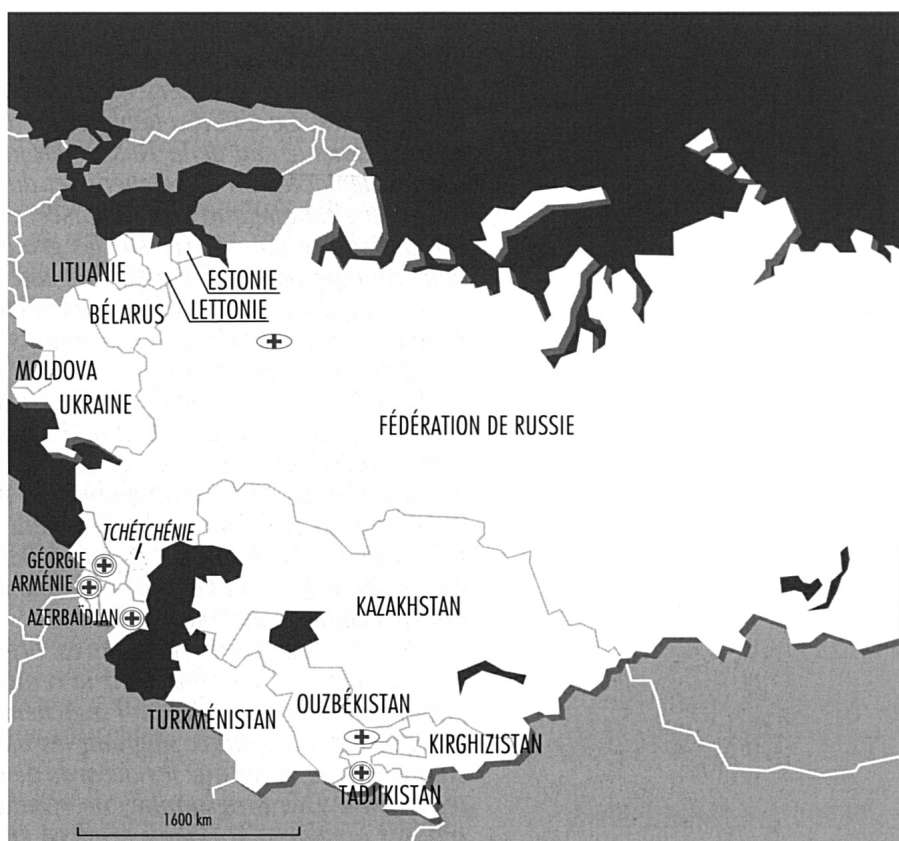 LITUANIE
ESTONIE
LETTONIE
BÉLARUS
MOLDOVA
UKRAINE
FÉDÉRATION DE RUSSIE
TCHÉTCHÉNIE
GÉORGIE
ARMÉNIE
AZERBAÏDJAN
KAZAKHSTAN
OUZBÉKISTAN
TURKMÉNISTAN
KIRGHIZISTAN
TADJIKISTAN
1600 km